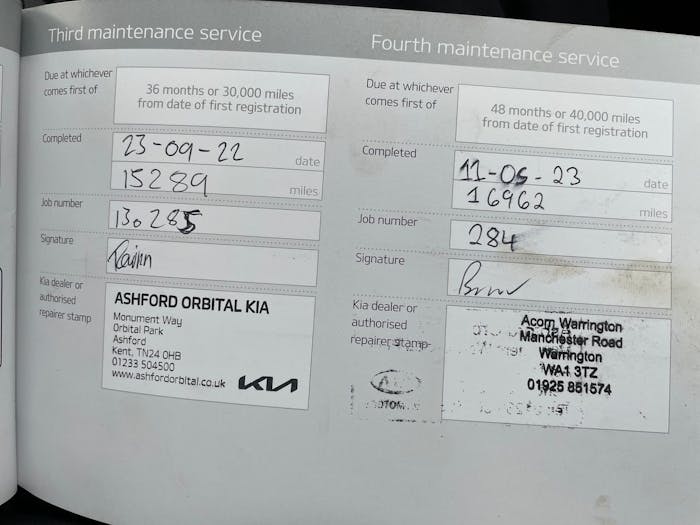 Third maintenance service
Due at whichever
comes first of
36 months or 30,000 miles
from date of first registration
Completed
23-09-22
date
15289
miles
Job number
130285
Signature
Kia dealer or
authorised
repairer stamp
ASHFORD ORBITAL KIA
Monument Way
Orbital Park
Ashford
Kent, TN24 0HB
01233 504500
www.ashfordorbital.co.uk
KIA
Fourth maintenance service
Due at whichever
comes first of
48 months or 40,000 miles
from date of first registration
Completed
11-05-23
date
16962
miles
Job number
284
Signature
Kia dealer or
authorised
repairer stamp
Acorn Warrington
Manchester Road
Warrington
WA1 3TZ
01925 851574